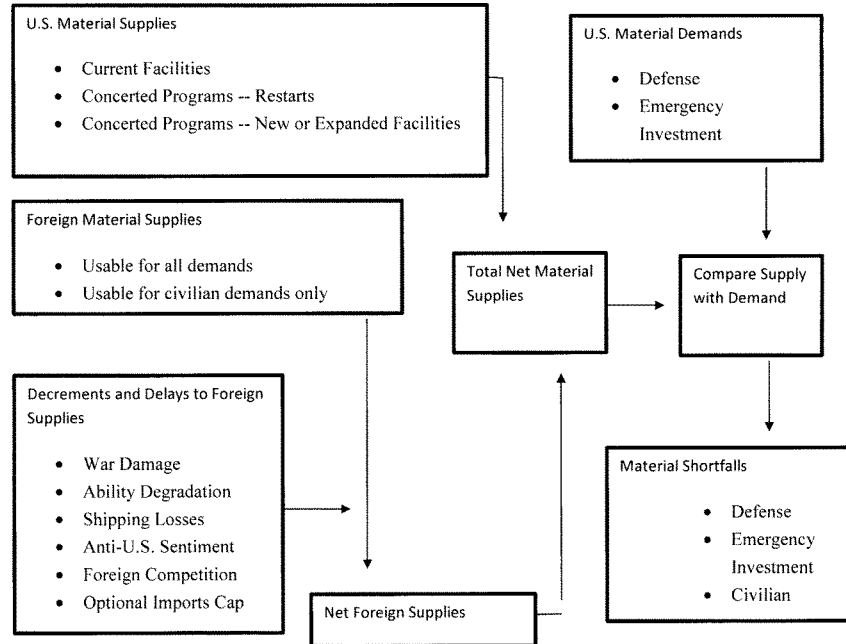 U.S. Material Supplies
• Current Facilities
• Concerted Programs -- Restarts
• Concerted Programs -- New or Expanded Facilities
U.S. Material Demands
• Defense
• Emergency
Investment
Foreign Material Supplies
• Usable for all demands
• Usable for civilian demands only
Total Net Material
Supplies
Compare Supply
with Demand
Decrements and Delays to Foreign
Supplies
• War Damage
• Ability Degradation
• Shipping Losses
• Anti-U.S. Sentiment
• Foreign Competition
• Optional Imports Cap
Material Shortfalls
• Defense
• Emergency
Investment
• Civilian
Net Foreign Supplies